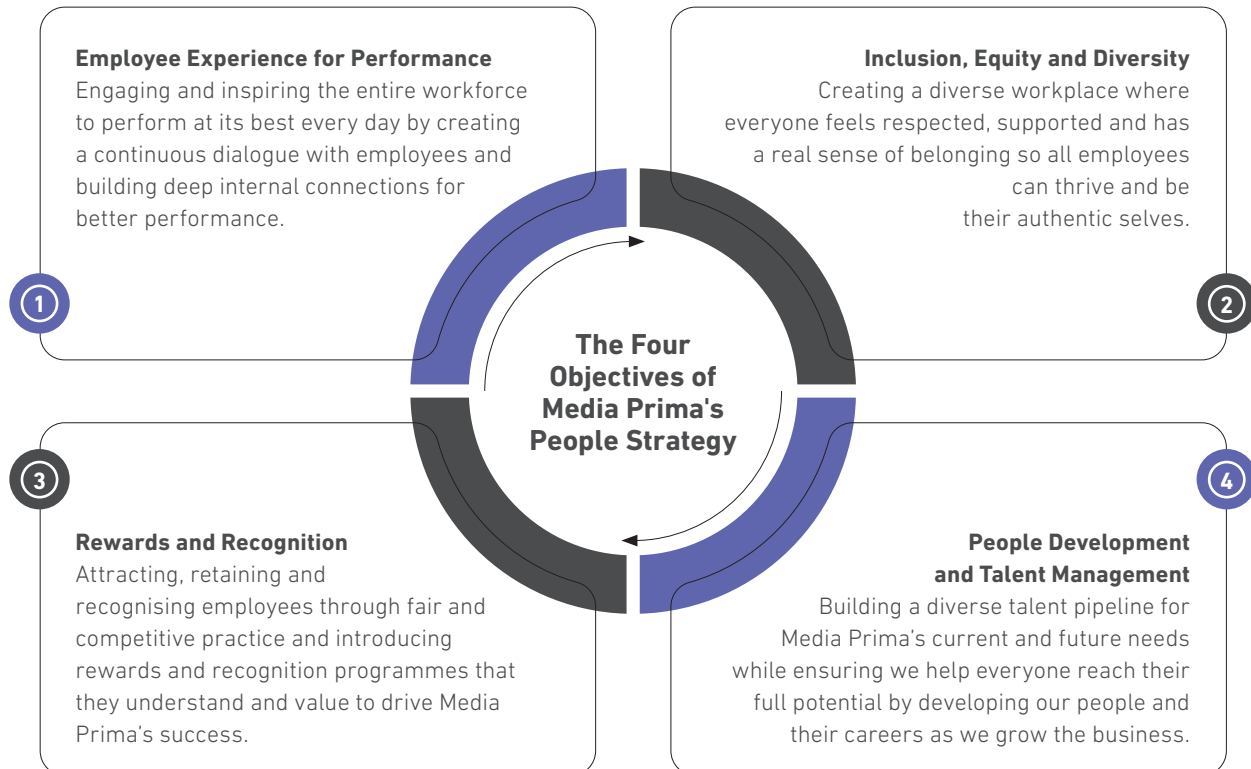 Employee Experience for Performance
Engaging and inspiring the entire workforce
to perform at its best every day by creating
a continuous dialogue with employees and
building deep internal connections for
better performance.
1
Inclusion, Equity and Diversity
Creating a diverse workplace where
everyone feels respected, supported and has
a real sense of belonging so all employees
can thrive and be
their authentic selves.
2
The Four
Objectives of
Media Prima's
People Strategy
3
Rewards and Recognition
Attracting, retaining and
recognising employees through fair and
competitive practice and introducing
rewards and recognition programmes that
they understand and value to drive Media
Prima’s success.
4
People Development
and Talent Management
Building a diverse talent pipeline for
Media Prima’s current and future needs
while ensuring we help everyone reach their
full potential by developing our people and
their careers as we grow the business.